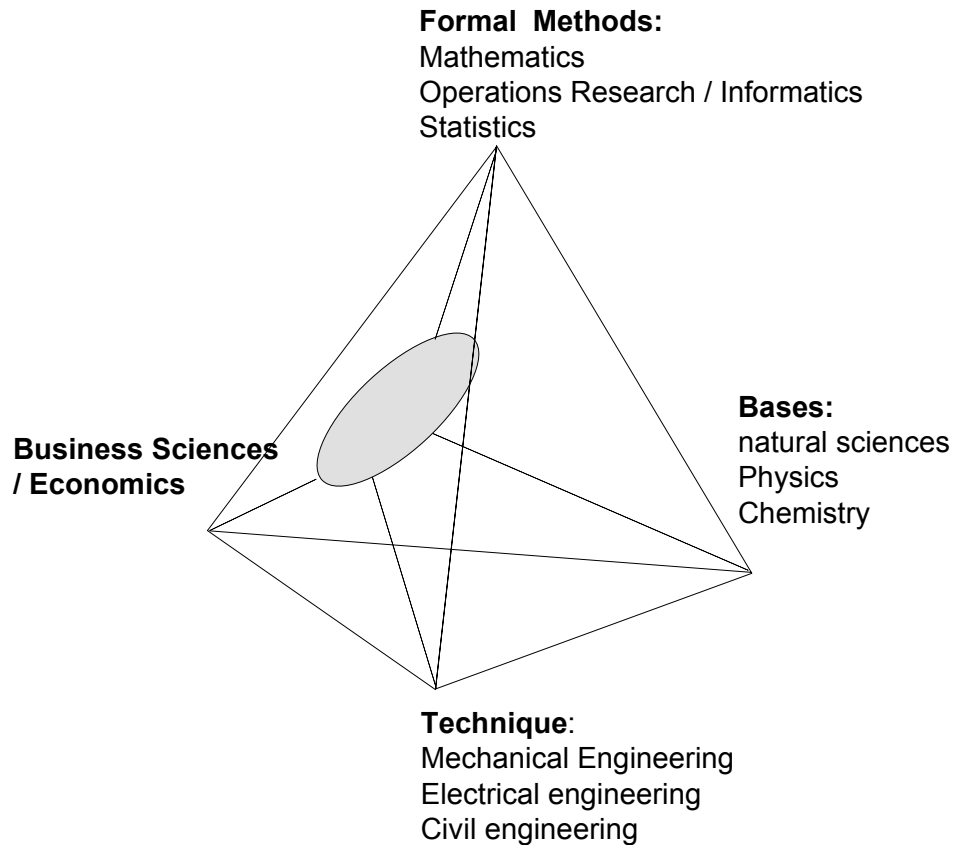 Formal Methods:
Mathematics
Operations Research / Informatics
Statistics
Business Sciences
/ Economics
Bases:
natural sciences
Physics
Chemistry
Technique:
Mechanical Engineering
Electrical engineering
Civil engineering